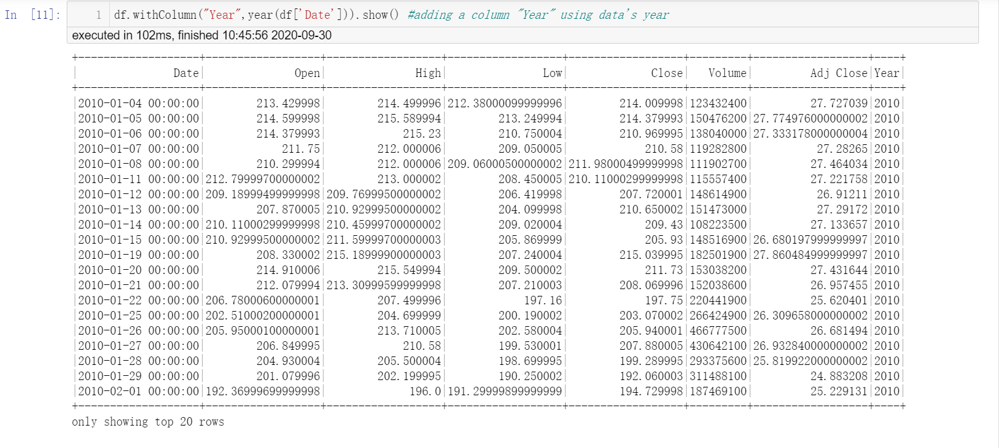 In [11]: 1 df.withColumn("Year",year(df['Date'])).show() #adding a column "Year" using data's year
executed in 102ms, finished 10:45:56 2020-09-30
+-------------------+------------------+------------------+------------------+------------------+---------+------------------+----+
|               Date|              Open|              High|               Low|             Close|   Volume|         Adj Close|Year|
+-------------------+------------------+------------------+------------------+------------------+---------+------------------+----+
|2010-01-04 00:00:00|        213.429998|        214.499996|212.38000099999996|        214.009998|123432400|         27.727039|2010|
|2010-01-05 00:00:00|        214.599998|        215.589994|        213.249994|        214.379993|150476200|27.774976000000002|2010|
|2010-01-06 00:00:00|        214.379993|            215.23|        210.750004|        210.969995|138040000|27.333178000000004|2010|
|2010-01-07 00:00:00|            211.75|        212.000006|        209.050005|            210.58|119282800|          27.28265|2010|
|2010-01-08 00:00:00|        210.299994|        212.000006|209.06000500000002|211.98000499999998|111902700|         27.464034|2010|
|2010-01-11 00:00:00|212.79999700000002|        213.000002|        208.450005|210.11000299999998|115557400|         27.221758|2010|
|2010-01-12 00:00:00|209.18999499999998|209.76999500000002|        206.419998|        207.720001|148614900|          26.91211|2010|
|2010-01-13 00:00:00|        207.870005|210.92999500000002|        204.099998|        210.650002|151473000|          27.29172|2010|
|2010-01-14 00:00:00|210.11000299999998|210.45999700000002|        209.020004|            209.43|108223500|         27.133657|2010|
|2010-01-15 00:00:00|210.92999500000002|211.59999700000003|        205.869999|            205.93|148516900|26.680197999999997|2010|
|2010-01-19 00:00:00|        208.330002|215.18999900000003|        207.240004|        215.039995|182501900|27.860484999999997|2010|
|2010-01-20 00:00:00|        214.910006|        215.549994|        209.500002|            211.73|153038200|         27.431644|2010|
|2010-01-21 00:00:00|        212.079994|213.30999599999998|        207.210003|        208.069996|152038600|         26.957455|2010|
|2010-01-22 00:00:00|206.78000600000001|        207.499996|            197.16|            197.75|220441900|         25.620401|2010|
|2010-01-25 00:00:00|202.51000200000001|        204.699999|        200.190002|        203.070002|266424900|26.309658000000002|2010|
|2010-01-26 00:00:00|205.95000100000001|        213.710005|        202.580004|        205.940001|466777500|         26.681494|2010|
|2010-01-27 00:00:00|        206.849995|            210.58|        199.530001|        207.880005|430642100|26.932840000000002|2010|
|2010-01-28 00:00:00|        204.930004|        205.500004|        198.699995|        199.289995|293375600|25.819922000000002|2010|
|2010-01-29 00:00:00|        201.079996|        202.199995|        190.250002|        192.060003|311488100|         24.883208|2010|
|2010-02-01 00:00:00|192.36999699999998|             196.0|191.29999899999999|        194.729998|187469100|         25.229131|2010|
+-------------------+------------------+------------------+------------------+------------------+---------+------------------+----+
only showing top 20 rows